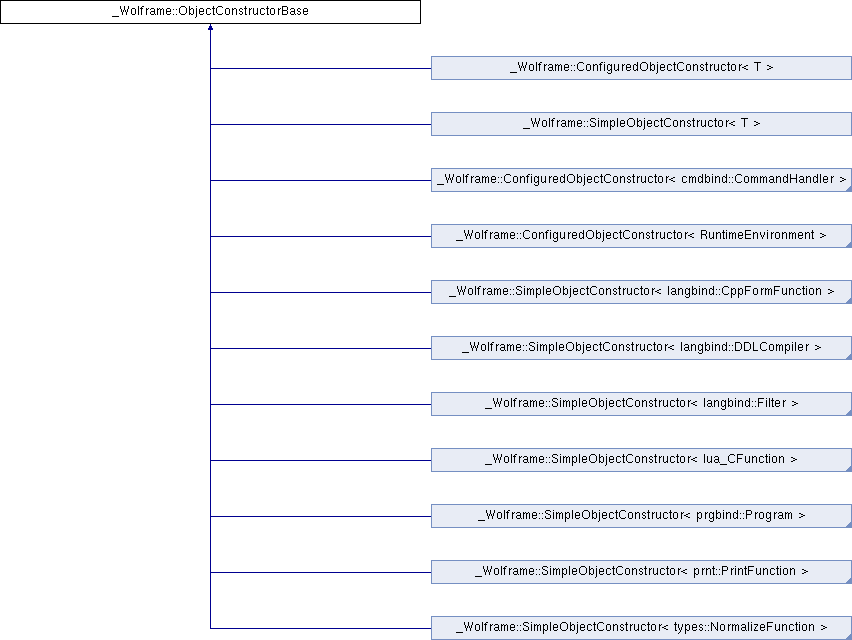 _Wolframe::ObjectConstructorBase
_Wolframe::ConfiguredObjectConstructor< T >
_Wolframe::SimpleObjectConstructor< T >
_Wolframe::ConfiguredObjectConstructor< cmdbind::CommandHandler >
_Wolframe::ConfiguredObjectConstructor< RuntimeEnvironment >
_Wolframe::SimpleObjectConstructor< langbind::CppFormFunction >
_Wolframe::SimpleObjectConstructor< langbind::DDLCompiler >
_Wolframe::SimpleObjectConstructor< langbind::Filter >
_Wolframe::SimpleObjectConstructor< lua_CFunction >
_Wolframe::SimpleObjectConstructor< prgbind::Program >
_Wolframe::SimpleObjectConstructor< prnt::PrintFunction >
_Wolframe::SimpleObjectConstructor< types::NormalizeFunction >